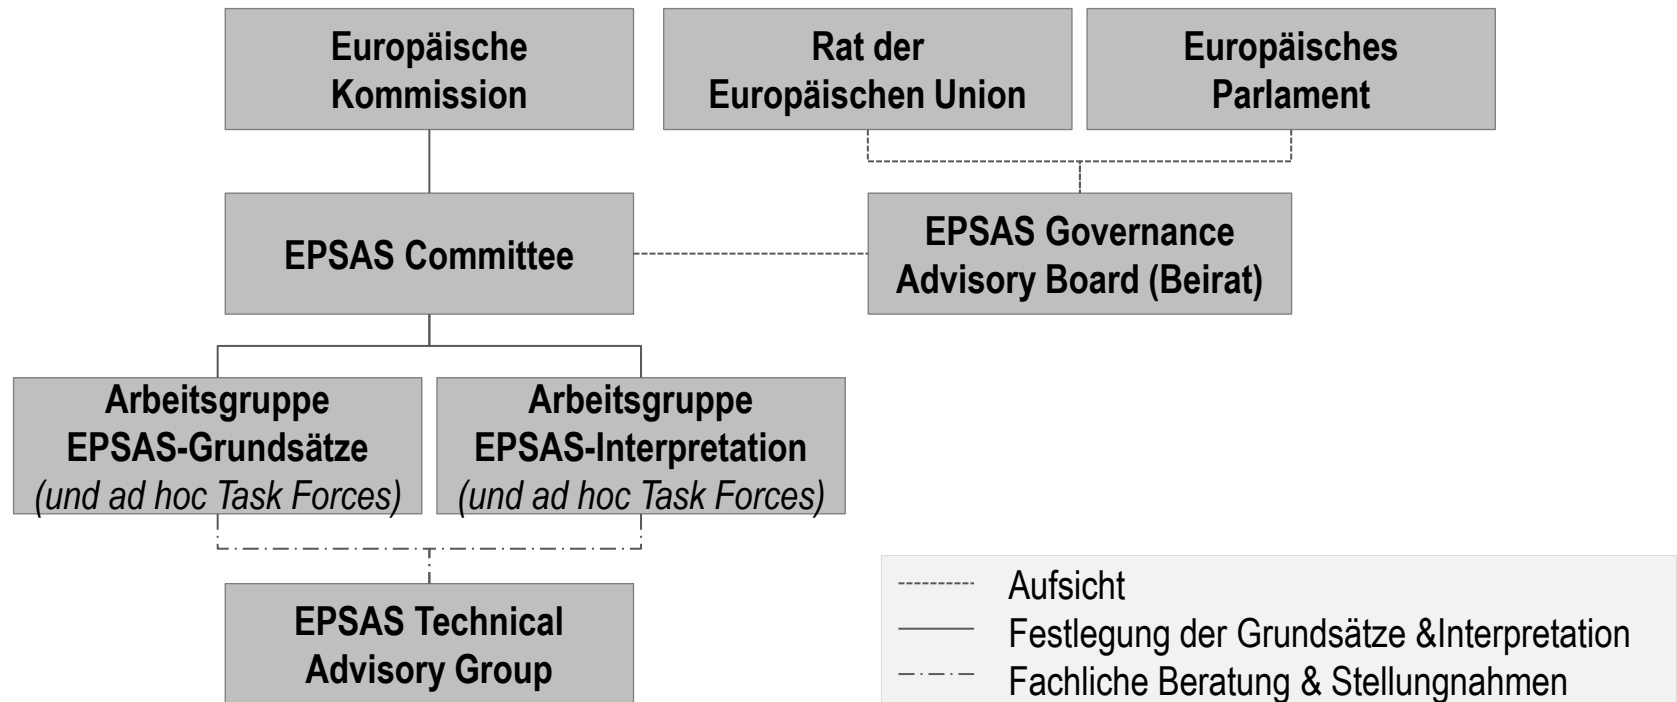 Europäische
Kommission
Rat der
Europäischen Union
Europäisches
Parlament
EPSAS Committee
EPSAS Governance
Advisory Board (Beirat)
Arbeitsgruppe
EPSAS-Grundsätze
(und ad hoc Task Forces)
Arbeitsgruppe
EPSAS-Interpretation
(und ad hoc Task Forces)
EPSAS Technical
Advisory Group
Aufsicht
Festlegung der Grundsätze &Interpretation
Fachliche Beratung & Stellungnahmen